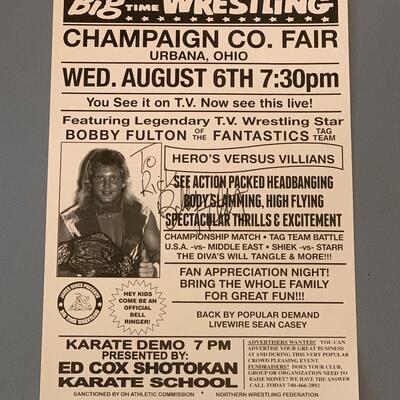 Big TIME WRESTLING
CHAMPAIGN CO. FAIR
URBANA, OHIO
WED. AUGUST 6TH 7:30pm
You See it on T.V. Now see this live!
Featuring Legendary T.V. Wrestling Star
BOBBY FULTON OF THE FANTASTICS TAG TEAM
HERO'S VERSUS VILLIANS
To Rick
SEE ACTION PACKED HEADBANGING
BODY SLAMMING, HIGH FLYING
SPECTACULAR THRILLS & EXCITEMENT
CHAMPIONSHIP MATCH • TAG TEAM BATTLE
U.S.A. -vs- MIDDLE EAST • SHIEK -vs- STARR
THE DIVA'S WILL TANGLE & MORE!!!
FAN APPRECIATION NIGHT!
BRING THE WHOLE FAMILY
FOR GREAT FUN!!!
HEY KIDS
COME BE AN
OFFICIAL
BELL
RINGER!
BACK BY POPULAR DEMAND
LIVEWIRE SEAN CASEY
KARATE DEMO 7 PM
PRESENTED BY:
ED COX SHOTOKAN
KARATE SCHOOL
ADVERTISERS WANTED! YOU CAN
ADVERTISE YOUR GREAT BUSINESS
AT AND DURING THIS VERY POPULAR
CROWD PLEASING EVENT.
FUNDRAISERS? DOES YOUR CLUB,
GROUP OR ORGANIZATION NEED TO
RAISE MONEY? WE HAVE THE ANSWER
CALL TODAY 740-466-2892
SANCTIONED BY OH ATHLETIC COMMISSION • NORTHERN WRESTLING FEDERATION